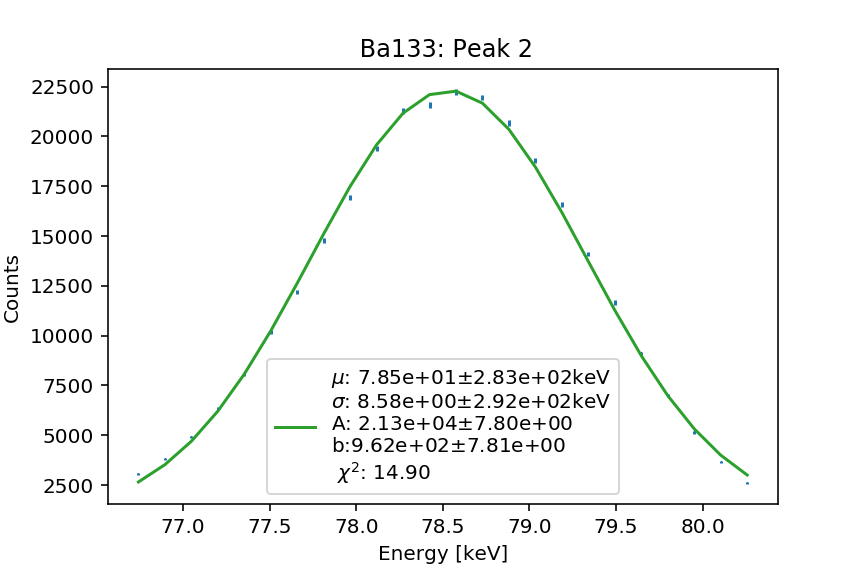 Ba133: Peak 2
Counts
22500
20000
17500
15000
12500
10000
7500
5000
2500
μ: 7.85e+01±2.83e+02keV
σ: 8.58e+00±2.92e+02keV
A: 2.13e+04±7.80e+00
b:9.62e+02±7.81e+00
χ²: 14.90
77.0 77.5 78.0 78.5 79.0 79.5 80.0
Energy [keV]